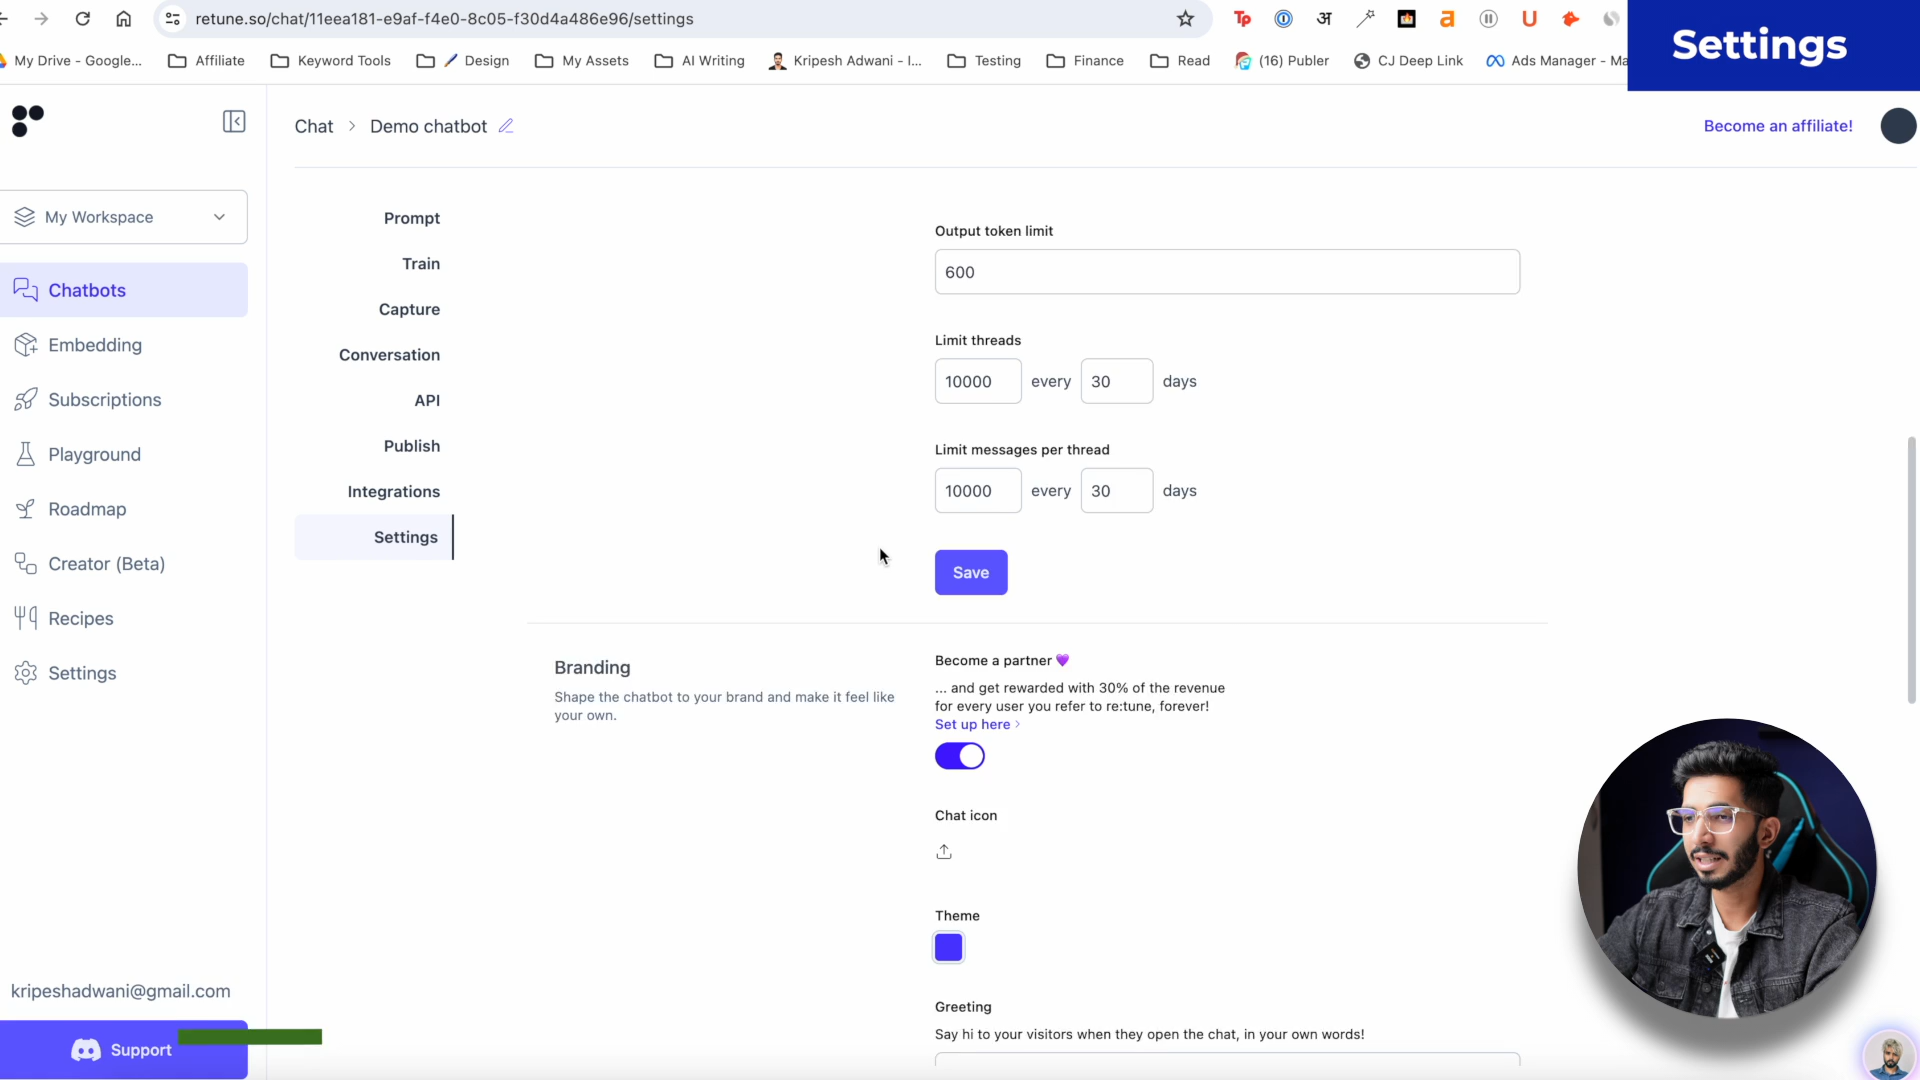 retune.so/chat/11eea181-e9af-f4e0-8c05-f30d4a486e96/settings
Settings
My Drive - Google...
Affiliate
Keyword Tools
Design
My Assets
AI Writing
Kripesh Adwani - I...
Testing
Finance
Read
(16) Publer
CJ Deep Link
Ads Manager - Ma
Chat > Demo chatbot
Become an affiliate!
My Workspace
Chatbots
Embedding
Subscriptions
Playground
Roadmap
Creator (Beta)
Recipes
Settings
kripeshadwani@gmail.com
Support
Prompt
Train
Capture
Conversation
API
Publish
Integrations
Settings
Output token limit
600
Limit threads
10000 every 30 days
Limit messages per thread
10000 every 30 days
Save
Branding
Shape the chatbot to your brand and make it feel like
your own.
Become a partner 💜
... and get rewarded with 30% of the revenue
for every user you refer to re:tune, forever!
Set up here >
Chat icon
Theme
Greeting
Say hi to your visitors when they open the chat, in your own words!